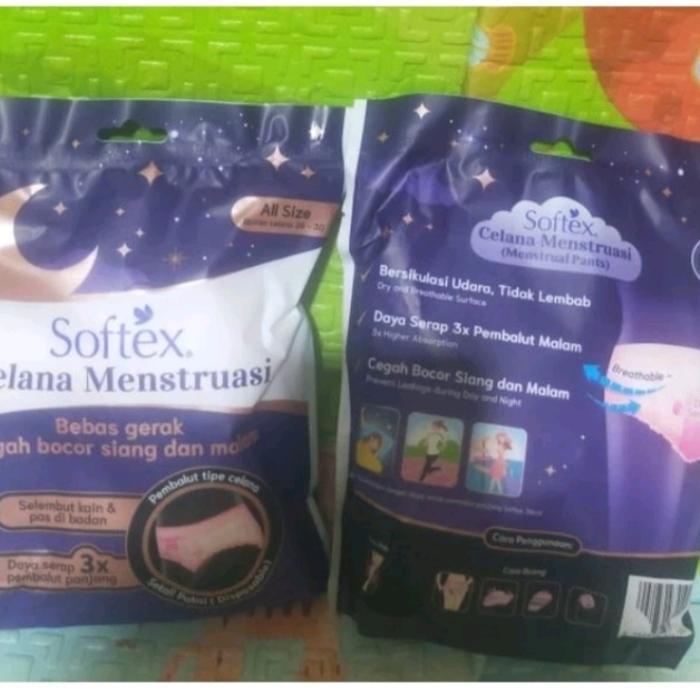 All Size
Softex
elana Menstruasi
Bebas gerak
gah bocor siang dan malam
Selembut kain &
pas di badan
Daya serap 3x
pembalut panjang
Pembalut tipe celana
Sekali Pakai (Disposable)
Softex
Celana Menstruasi
(Menstrual Pants)
Bersikulasi Udara, Tidak Lembab
Dry and Breathable Surface
Daya Serap 3x Pembalut Malam
3x Higher Absorption
Cegah Bocor Siang dan Malam
Prevent Leakage during Day and Night
Breathable
Cara Penggunaan
Cara Buang